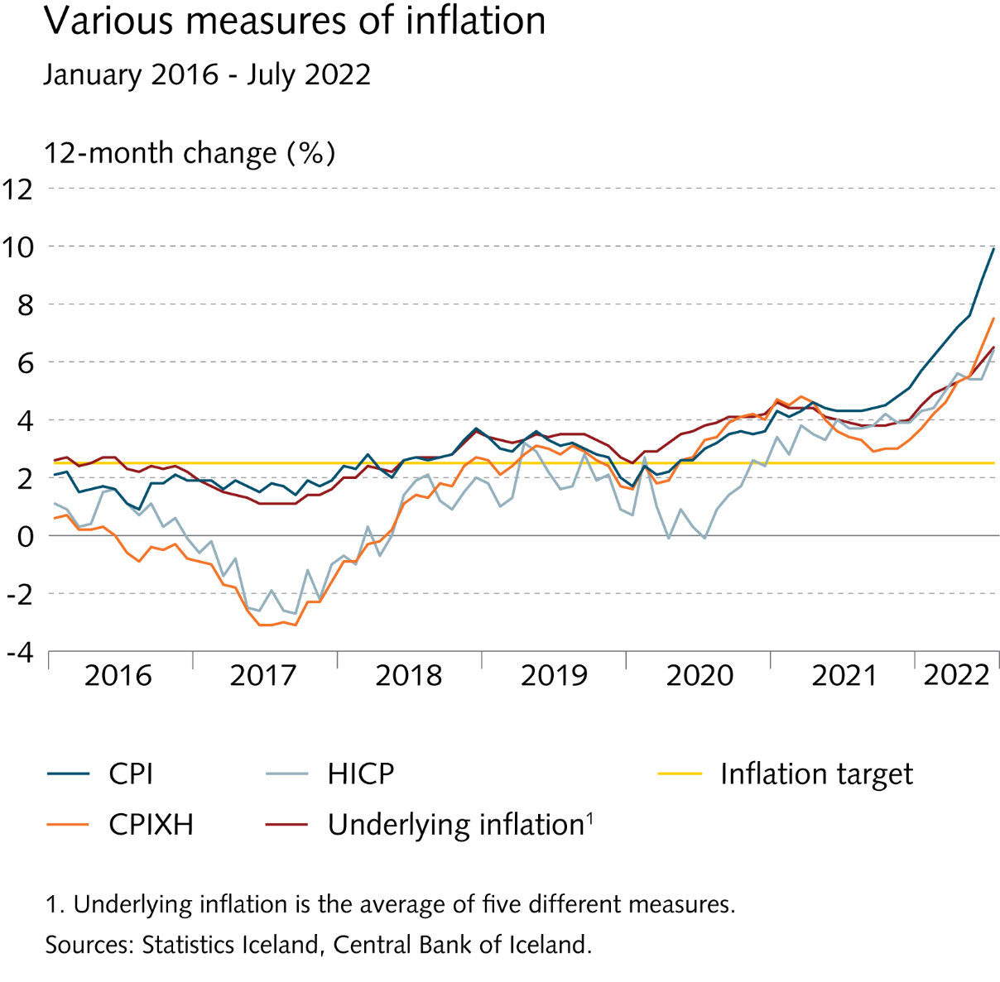 Various measures of inflation
January 2016 - July 2022
12-month change (%)
12
10
8
6
4
2
0
-2
-4
2016 2017 2018 2019 2020 2021 2022
CPI HICP Inflation target
CPIXH Underlying inflation¹
1. Underlying inflation is the average of five different measures.
Sources: Statistics Iceland, Central Bank of Iceland.